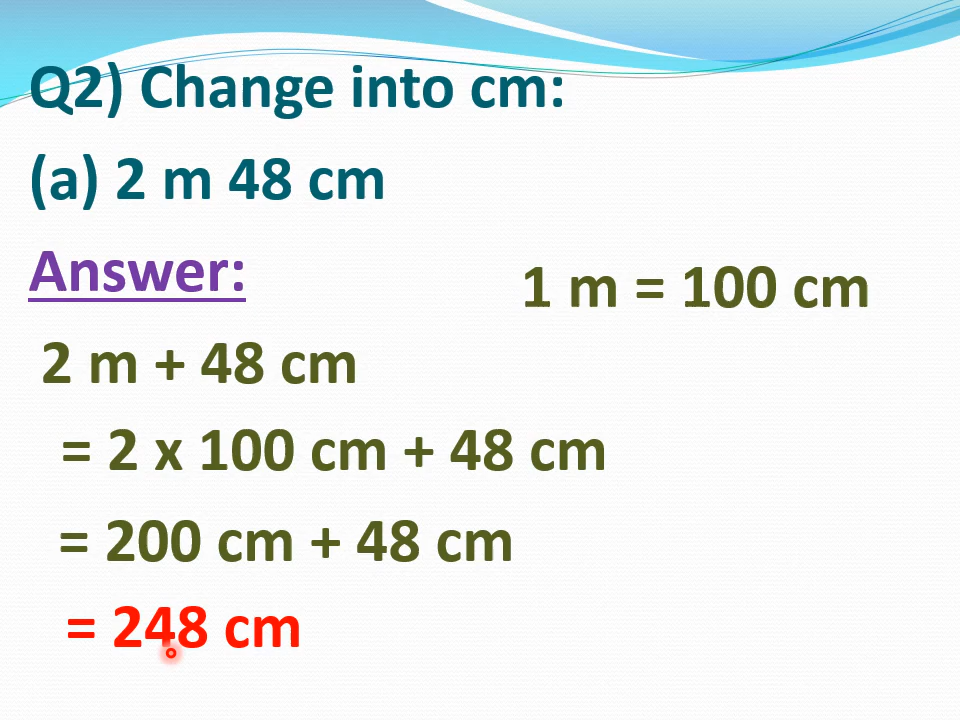 Q2) Change into cm:
(a) 2 m 48 cm
Answer:
1 m = 100 cm
2 m + 48 cm
= 2 x 100 cm + 48 cm
= 200 cm + 48 cm
= 248 cm